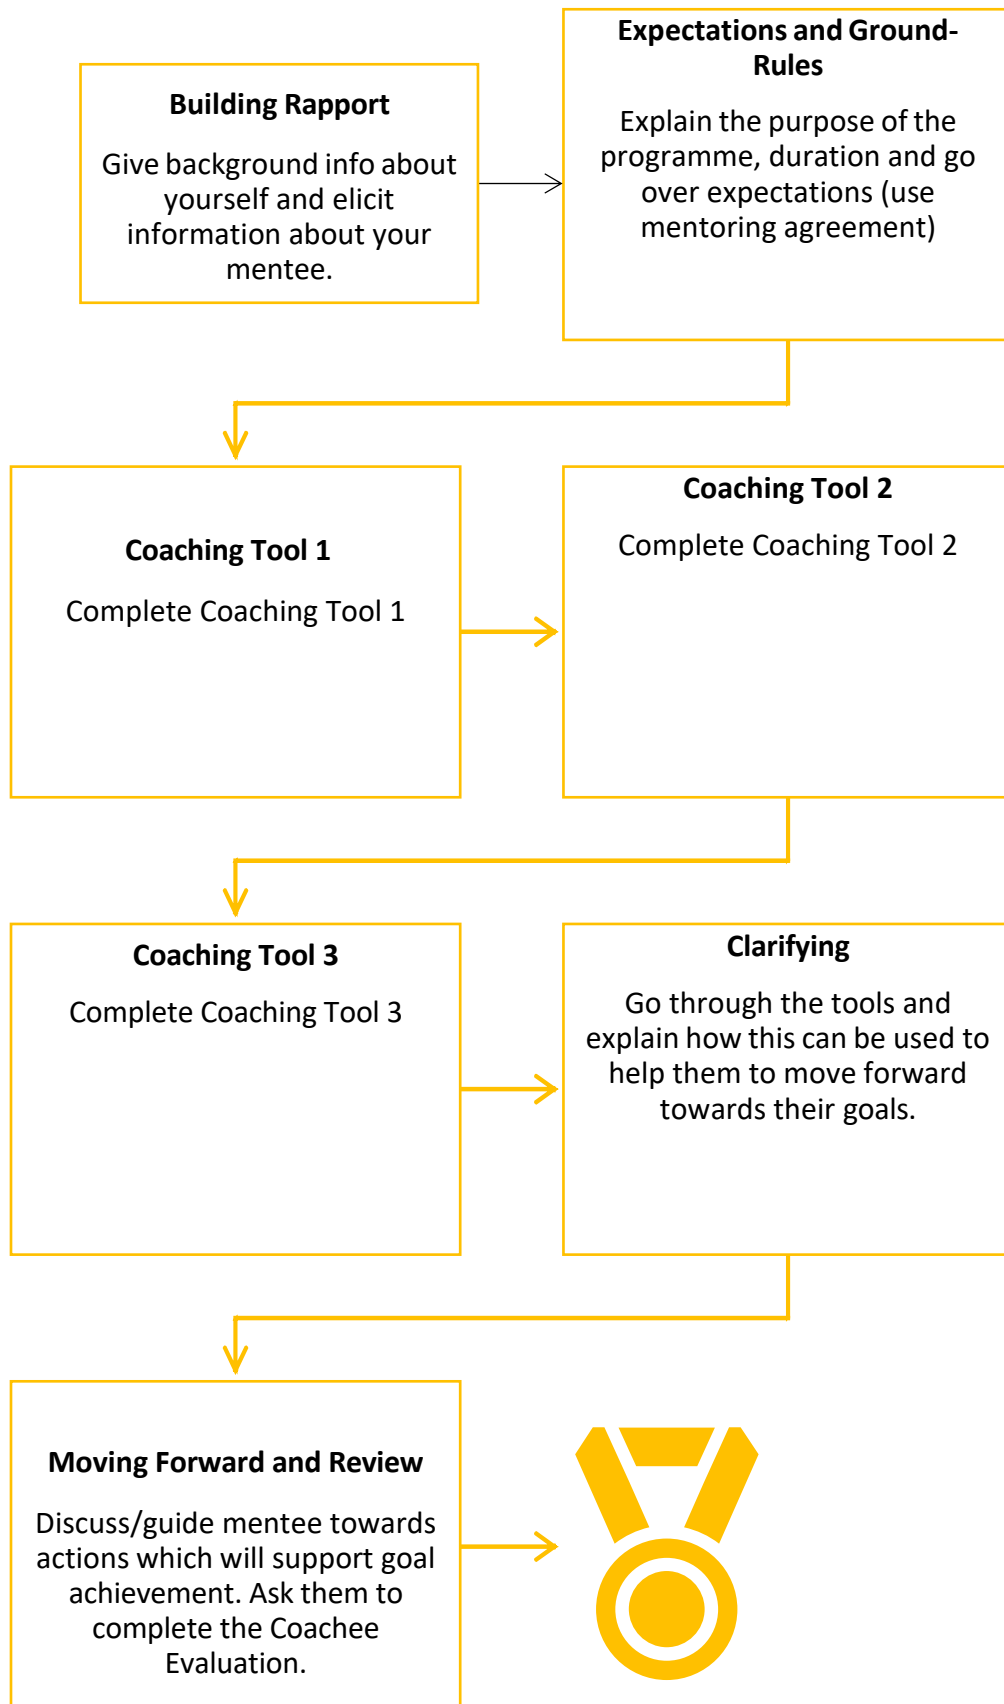 Building Rapport
Give background info about
yourself and elicit
information about your
mentee.
Expectations and Ground-
Rules
Explain the purpose of the
programme, duration and go
over expectations (use
mentoring agreement)
Coaching Tool 1
Complete Coaching Tool 1
Coaching Tool 2
Complete Coaching Tool 2
Coaching Tool 3
Complete Coaching Tool 3
Clarifying
Go through the tools and
explain how this can be used to
help them to move forward
towards their goals.
Moving Forward and Review
Discuss/guide mentee towards
actions which will support goal
achievement. Ask them to
complete the Coachee
Evaluation.